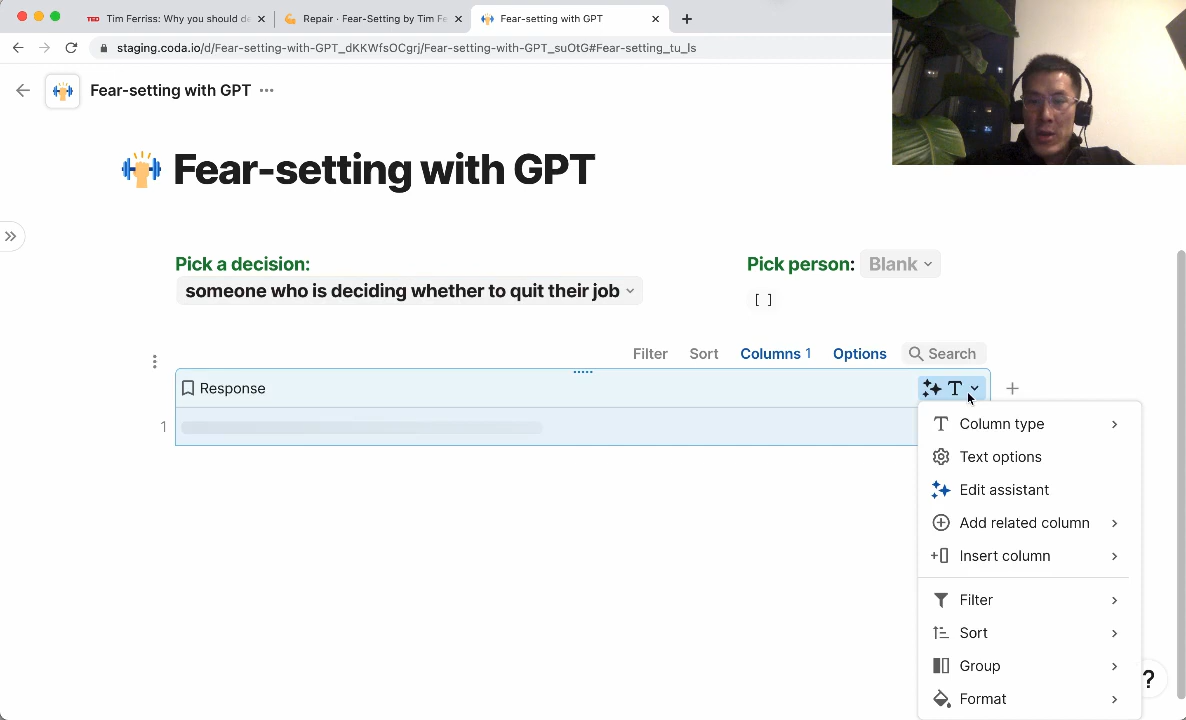 TED Tim Ferriss: Why you should de
Repair · Fear-Setting by Tim Fe
Fear-setting with GPT
staging.coda.io/d/Fear-setting-with-GPT_dKKWfsOCgrj/Fear-setting-with-GPT_suOtG#Fear-setting_tu_ls
Fear-setting with GPT
Fear-setting with GPT
Pick a decision:
someone who is deciding whether to quit their job
Pick person: Blank
[ ]
Filter Sort Columns 1 Options Search
Response T
1
Column type
Text options
Edit assistant
Add related column
Insert column
Filter
Sort
Group
Format
?